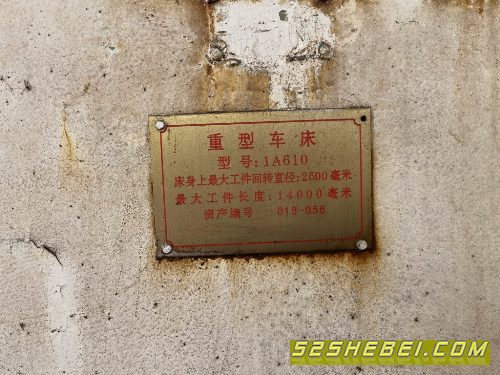 重型车床
型号:1A610
床身上最大工件回转直径:2500毫米
最大工件长度:14000毫米
资产编号 016-056
52SHEBEI.COM